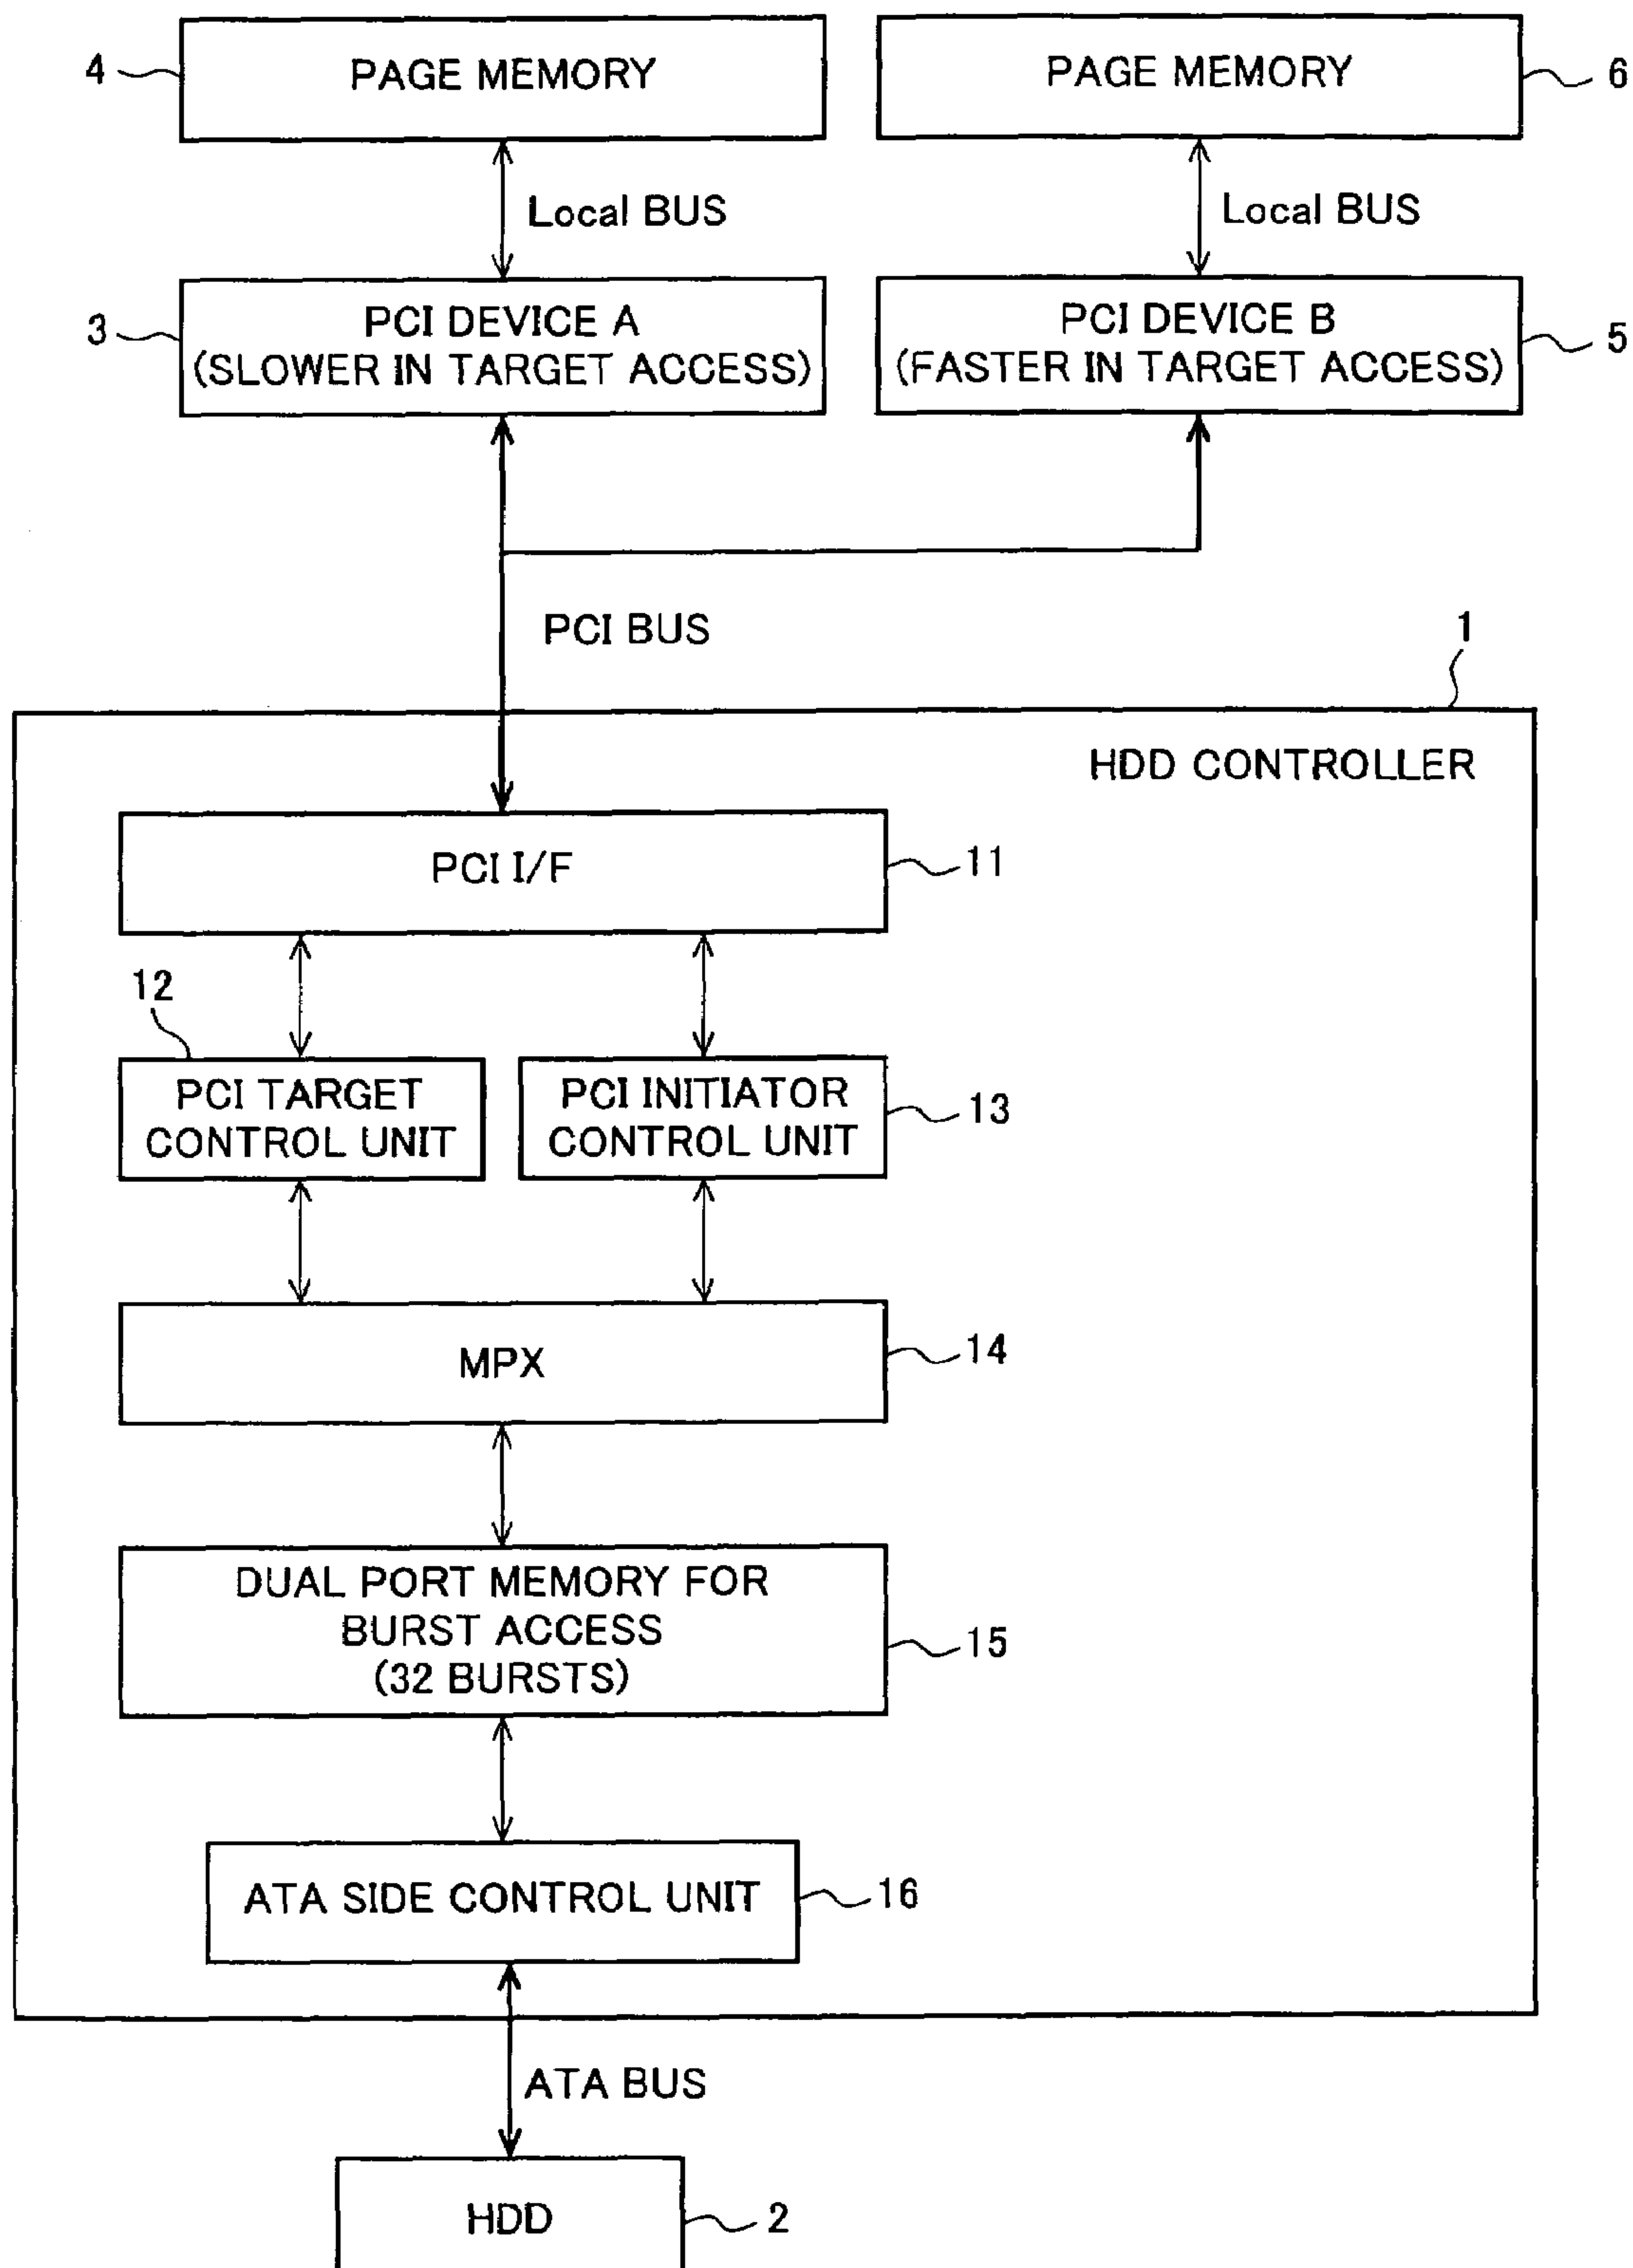 4
PAGE MEMORY
PAGE MEMORY
6
Local BUS
Local BUS
3
PCI DEVICE A
(SLOWER IN TARGET ACCESS)
PCI DEVICE B
(FASTER IN TARGET ACCESS)
5
PCI BUS
1
HDD CONTROLLER
PCI I/F
11
12
PCI TARGET
CONTROL UNIT
PCI INITIATOR
CONTROL UNIT
13
MPX
14
DUAL PORT MEMORY FOR
BURST ACCESS
(32 BURSTS)
15
ATA SIDE CONTROL UNIT
16
ATA BUS
HDD
2